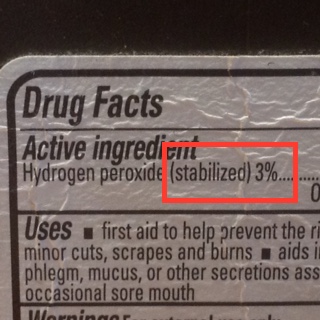 Drug Facts
Active ingredient
Hydrogen peroxide (stabilized) 3%......
Uses ■ first aid to help prevent the
minor cuts, scrapes and burns ■ aids
phlegm, mucus, or other secretions
occasional sore mouth
Warnings